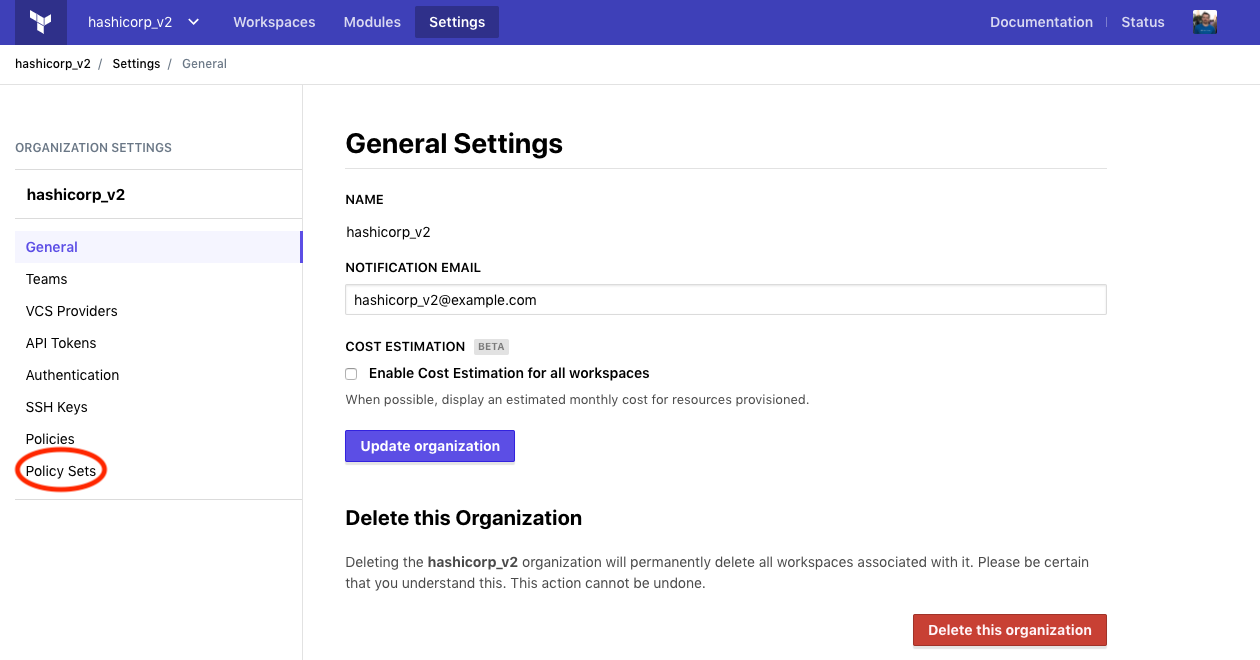 hashicorp_v2 Workspaces Modules Settings Documentation Status
hashicorp_v2 / Settings / General
ORGANIZATION SETTINGS
hashicorp_v2
General
Teams
VCS Providers
API Tokens
Authentication
SSH Keys
Policies
Policy Sets
General Settings
NAME
hashicorp_v2
NOTIFICATION EMAIL
hashicorp_v2@example.com
COST ESTIMATION BETA
Enable Cost Estimation for all workspaces
When possible, display an estimated monthly cost for resources provisioned.
Update organization
Delete this Organization
Deleting the hashicorp_v2 organization will permanently delete all workspaces associated with it. Please be certain
that you understand this. This action cannot be undone.
Delete this organization